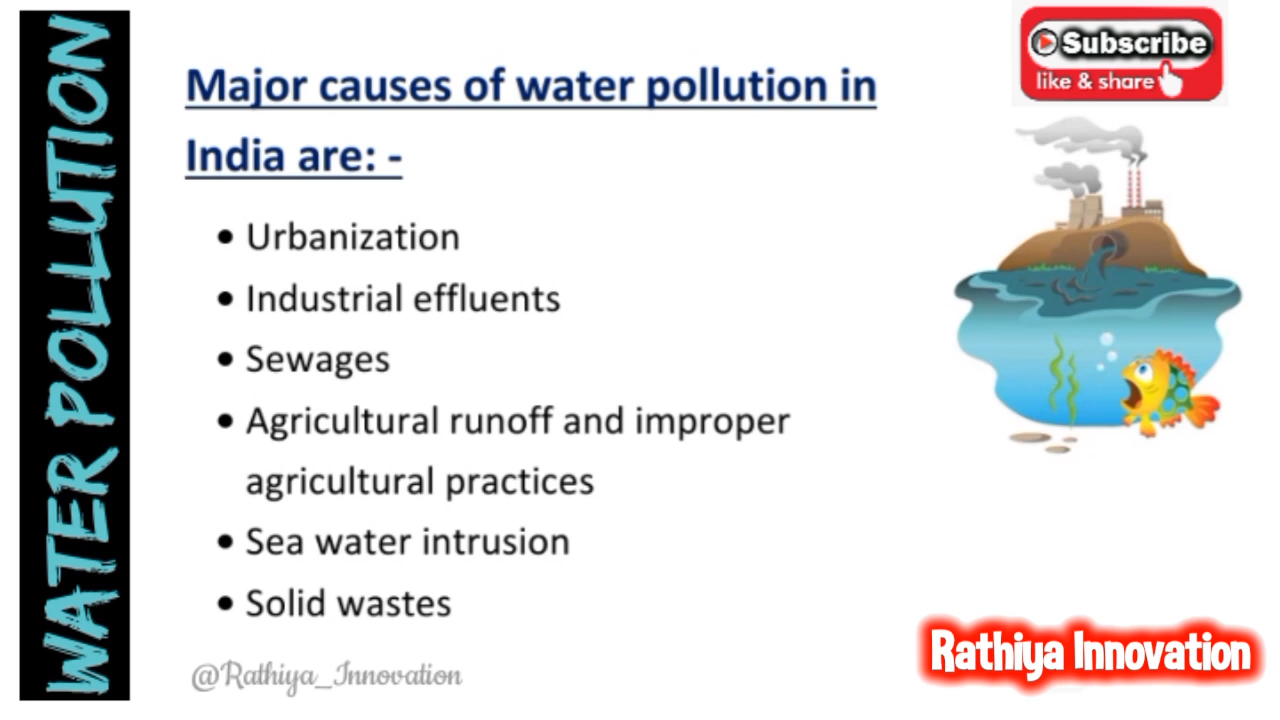 WATER POLLUTION
Major causes of water pollution in
India are: -
• Urbanization
• Industrial effluents
• Sewages
• Agricultural runoff and improper
agricultural practices
• Sea water intrusion
• Solid wastes
@Rathiya_Innovation
Subscribe
like & share
Rathiya Innovation